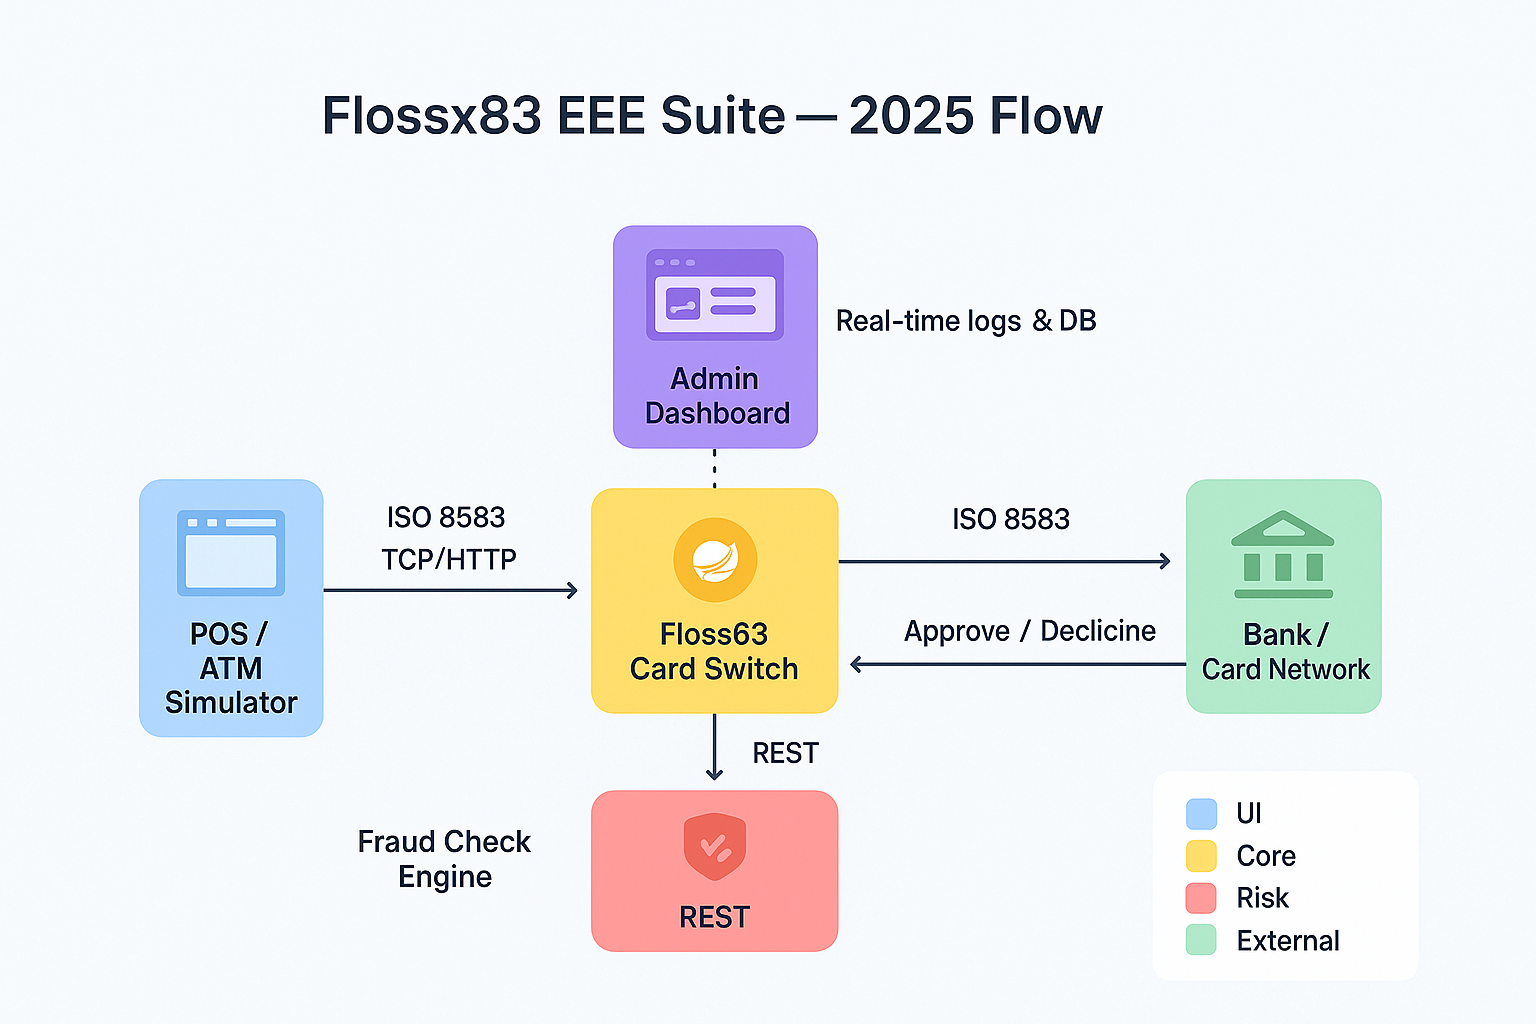 Flossx83 EEE Suite — 2025 Flow
Admin
Dashboard
Real-time logs & DB
POS /
ATM
Simulator
ISO 8583
TCP/HTTP
Floss63
Card Switch
ISO 8583
Approve / Declicine
Bank /
Card Network
REST
Fraud Check
Engine
REST
UI
Core
Risk
External